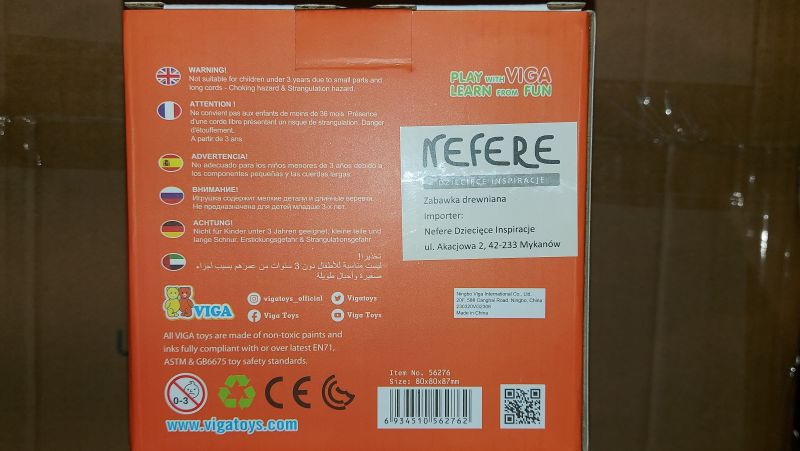 WARNING!
Not suitable for children under 3 years due to small parts and
long cords - Choking hazard & Strangulation hazard.
ATTENTION !
Ne convient pas aux enfants de moins de 36 mois. Présence
d'une corde libre présentant un risque de strangulation. Danger
d'étouffement.
A partir de 3 ans
ADVERTENCIA!
No adecuado para los niños menores de 3 años debido a
los componentes pequeñas y las cuerdas largas
ВНИМАНИЕ!
Игрушка содержит мелкие детали и длинные веревки.
Не предназначена для детей младше 3-х лет.
ACHTUNG!
Nicht für Kinder unter 3 Jahren geeignet, kleine teile und
lange Schnur. Erstickungsgefahr & Strangulationsgefahr
تحذير!
ليست مناسبة للأطفال دون 3 سنوات من عمرهم بسبب أجزاء
صغيرة وأحبال طويلة.
PLAY WITH VIGA
LEARN FROM FUN
NEFERE
DZIECIĘCE INSPIRACJE
Zabawka drewniana
Importer:
Nefere Dziecięce Inspiracje
ul. Akacjowa 2, 42-233 Mykanów
VIGA
vigatoys_official
Vigatoys
Viga Toys
Viga Toys
Ningbo Viga International Co., Ltd.
20F, 588 Canghai Road, Ningbo, China
Made in China
All VIGA toys are made of non-toxic paints and
inks fully compliant with or over latest EN71,
ASTM & GB6675 toy safety standards.
0-3
CE
www.vigatoys.com
Item No. 56276
Size: 80x80x87mm
6 934510 562762